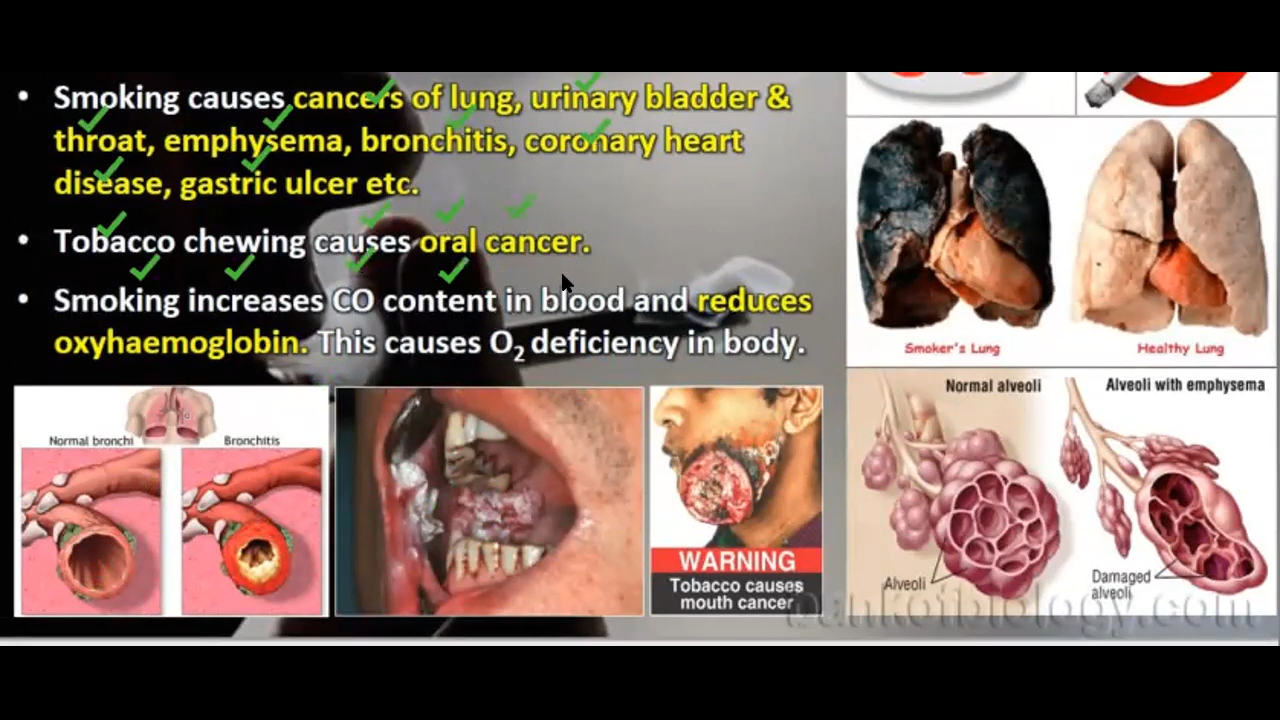 • Smoking causes cancers of lung, urinary bladder &
throat, emphysema, bronchitis, coronary heart
disease, gastric ulcer etc.
• Tobacco chewing causes oral cancer.
• Smoking increases CO content in blood and reduces
oxyhaemoglobin. This causes O₂ deficiency in body.
Smoker's Lung
Healthy Lung
Normal bronchi
Bronchitis
WARNING
Tobacco causes
mouth cancer
Normal alveoli
Alveoli with emphysema
Alveoli
Damaged
alveoli
bankofbiology.com